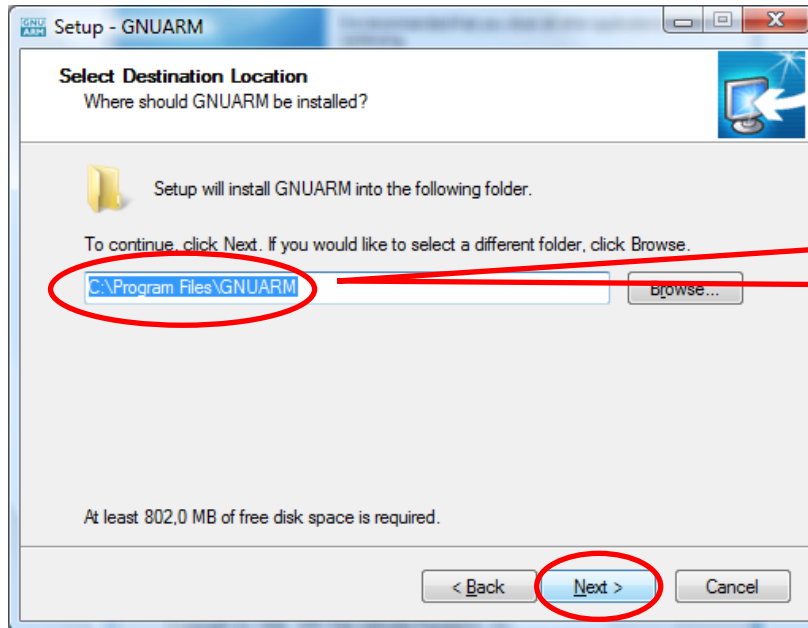 GNU
ARM
Setup - GNUARM
Select Destination Location
Where should GNUARM be installed?
Setup will install GNUARM into the following folder.
To continue, click Next. If you would like to select a different folder, click Browse.
C:\Program Files\GNUARM
Browse...
At least 802,0 MB of free disk space is required.
< Back
Next >
Cancel